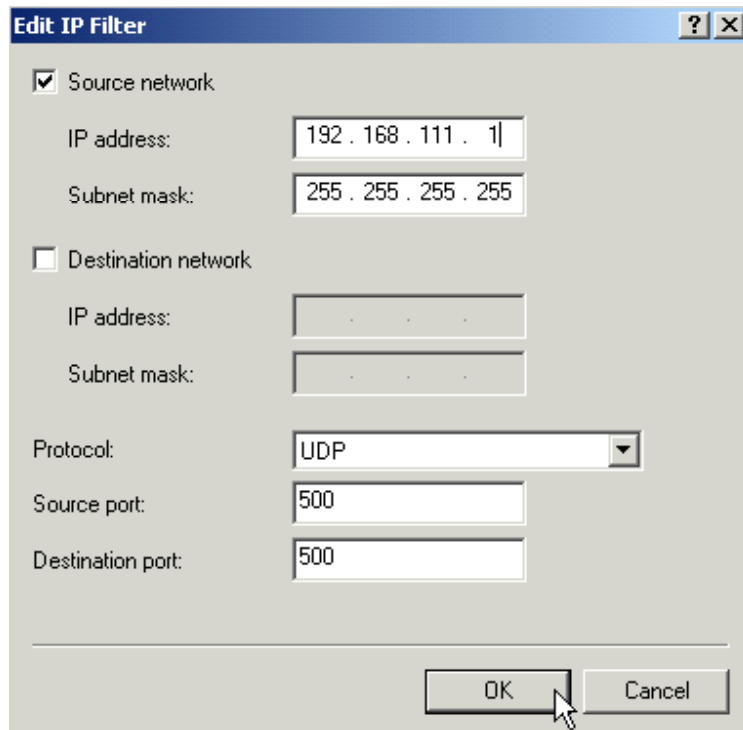 Edit IP Filter ? X
Source network
IP address: 192 . 168 . 111 . 1
Subnet mask: 255 . 255 . 255 . 255
Destination network
IP address: . . .
Subnet mask: . . .
Protocol: UDP
Source port: 500
Destination port: 500
OK Cancel